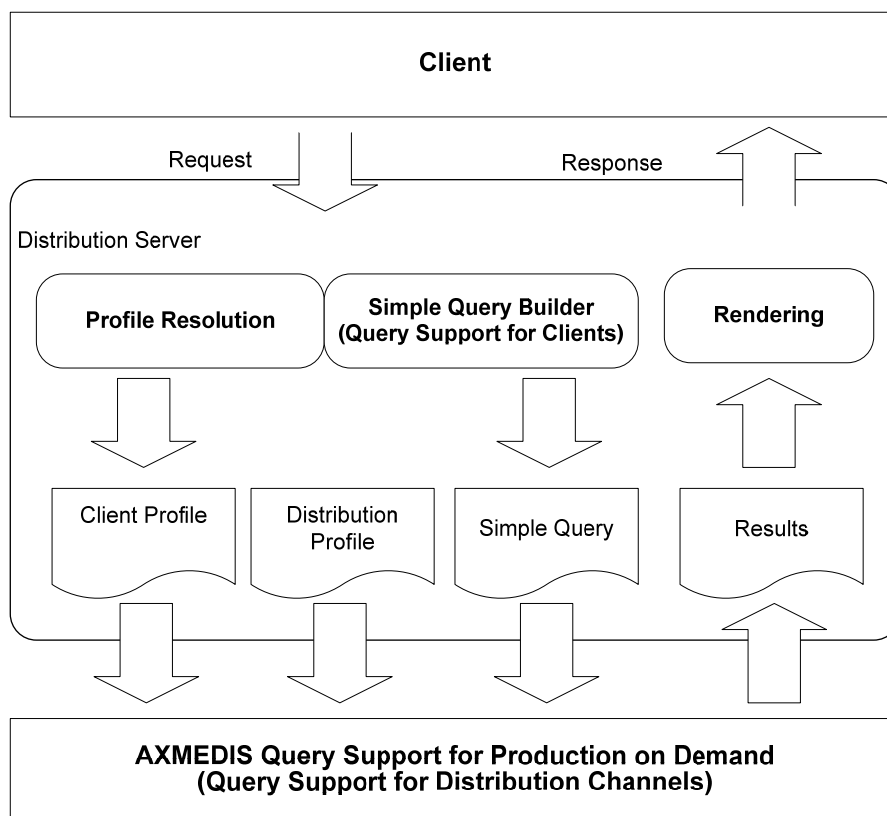 Client
Request
Response
Distribution Server
Profile Resolution
Simple Query Builder
(Query Support for Clients)
Rendering
Client Profile
Distribution
Profile
Simple Query
Results
AXMEDIS Query Support for Production on Demand
(Query Support for Distribution Channels)